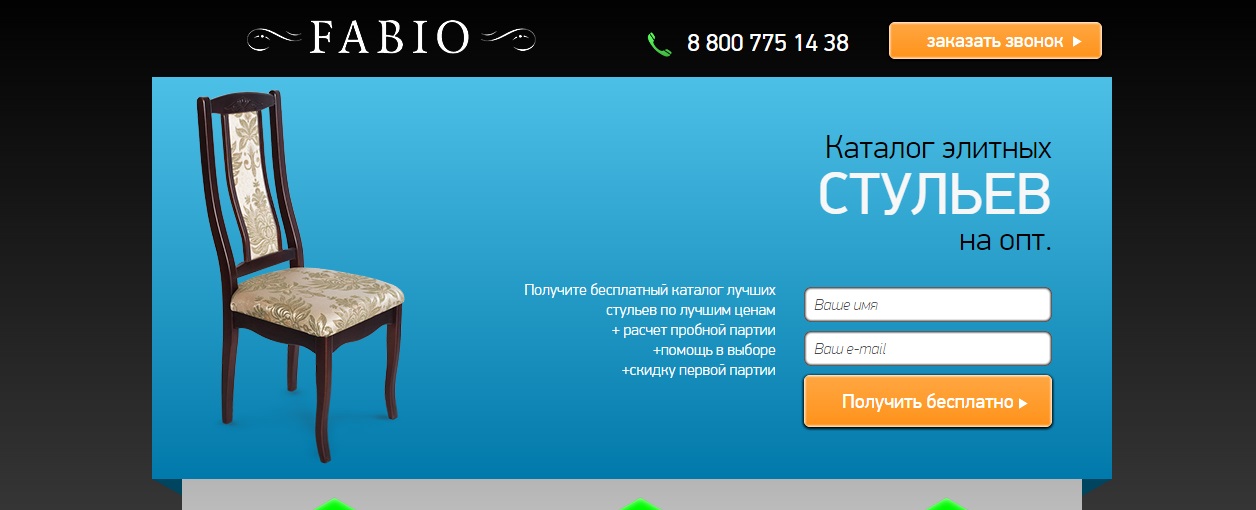 FABIO
8 800 775 14 38
заказать звонок
Каталог элитных
СТУЛЬЕВ
на опт.
Получите бесплатный каталог лучших
стульев по лучшим ценам
+ расчет пробной партии
+помощь в выборе
+скидку первой партии
Ваше имя
Ваш e-mail
Получить бесплатно